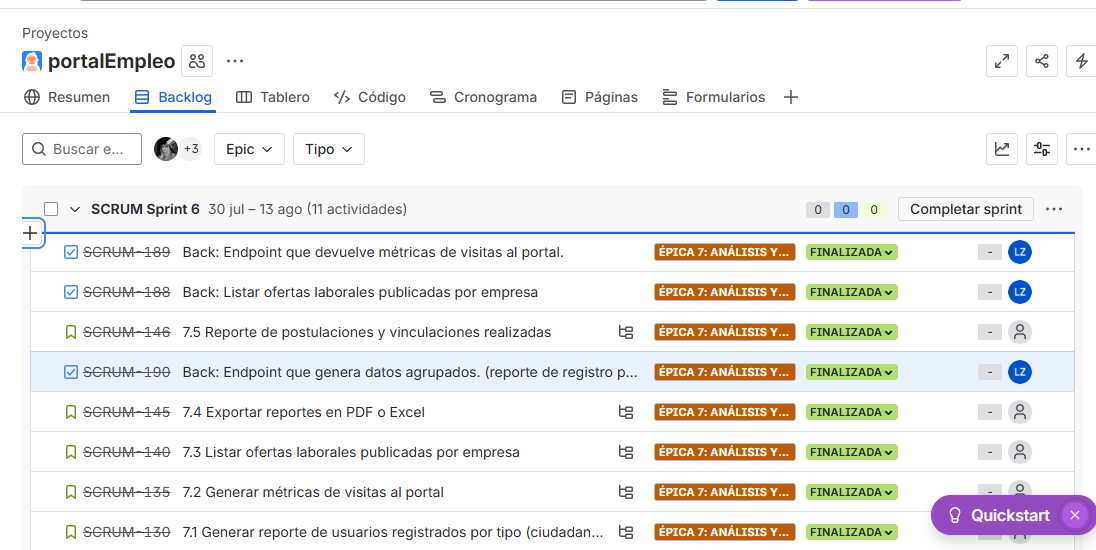 Proyectos
portalEmpleo
Resumen Backlog Tablero Código Cronograma Páginas Formularios
Buscar e... +3 Epic Tipo
SCRUM Sprint 6 30 jul – 13 ago (11 actividades) 0 0 0 Completar sprint
SCRUM-189 Back: Endpoint que devuelve métricas de visitas al portal. ÉPICA 7: ANÁLISIS Y... FINALIZADA - LZ
SCRUM-188 Back: Listar ofertas laborales publicadas por empresa ÉPICA 7: ANÁLISIS Y... FINALIZADA - LZ
SCRUM-146 7.5 Reporte de postulaciones y vinculaciones realizadas ÉPICA 7: ANÁLISIS Y... FINALIZADA -
SCRUM-190 Back: Endpoint que genera datos agrupados. (reporte de registro p... ÉPICA 7: ANÁLISIS Y... FINALIZADA - LZ
SCRUM-145 7.4 Exportar reportes en PDF o Excel ÉPICA 7: ANÁLISIS Y... FINALIZADA -
SCRUM-140 7.3 Listar ofertas laborales publicadas por empresa ÉPICA 7: ANÁLISIS Y... FINALIZADA -
SCRUM-135 7.2 Generar métricas de visitas al portal ÉPICA 7: ANÁLISIS Y... FINALIZADA -
SCRUM-130 7.1 Generar reporte de usuarios registrados por tipo (ciudadan... ÉPICA 7: ANÁLISIS Y... FINALIZADA
Quickstart